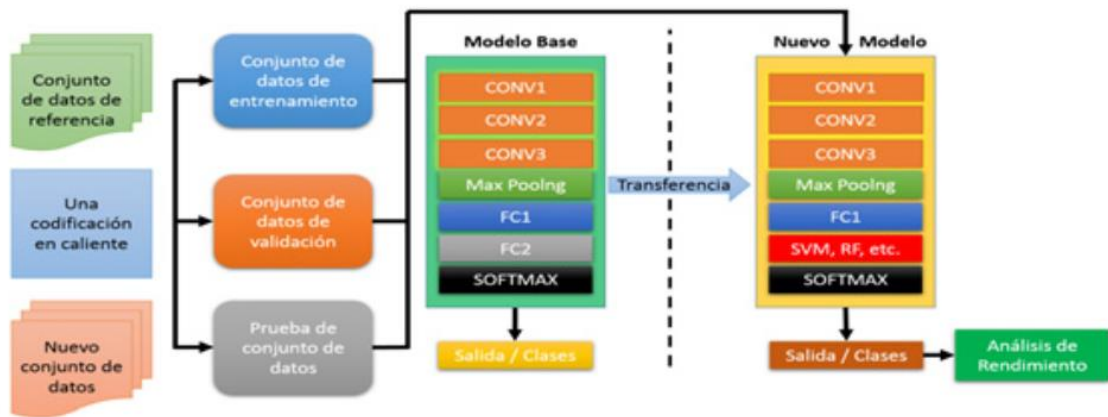 Conjunto
de datos de
referencia
Una
codificación
en caliente
Nuevo
conjunto de
datos
Conjunto de
datos de
entrenamiento
Conjunto de
datos de
validación
Prueba de
conjunto de
datos
Modelo Base
CONV1
CONV2
CONV3
Max Poolng
FC1
FC2
SOFTMAX
Salida / Clases
Transferencia
Nuevo Modelo
CONV1
CONV2
CONV3
Max Poolng
FC1
SVM, RF, etc.
SOFTMAX
Salida / Clases
Análisis de
Rendimiento